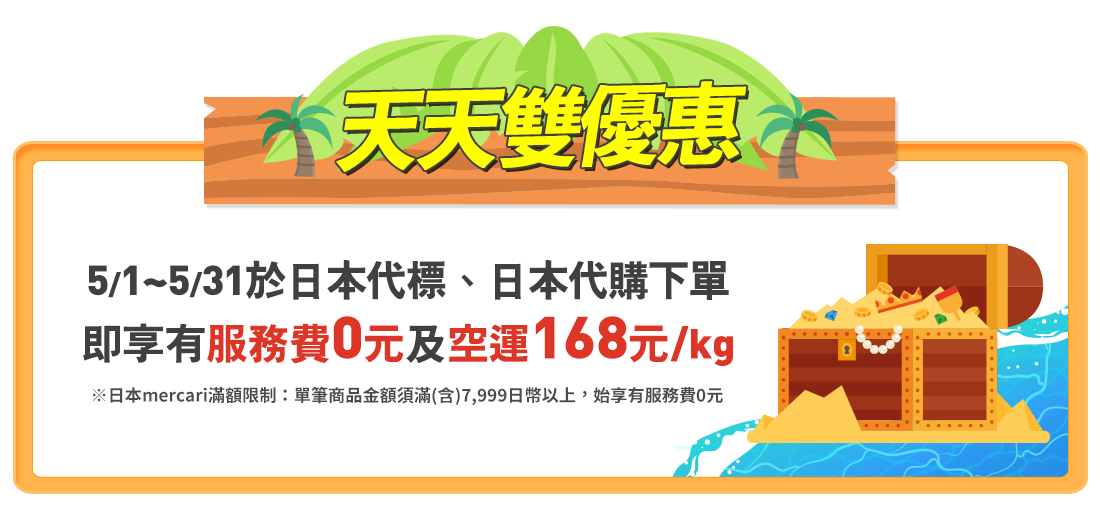 天天雙優惠
5/1~5/31於日本代標、日本代購下單
即享有服務費0元及空運168元/kg
※日本mercari滿額限制：單筆商品金額須滿(含)7,999日幣以上，始享有服務費0元